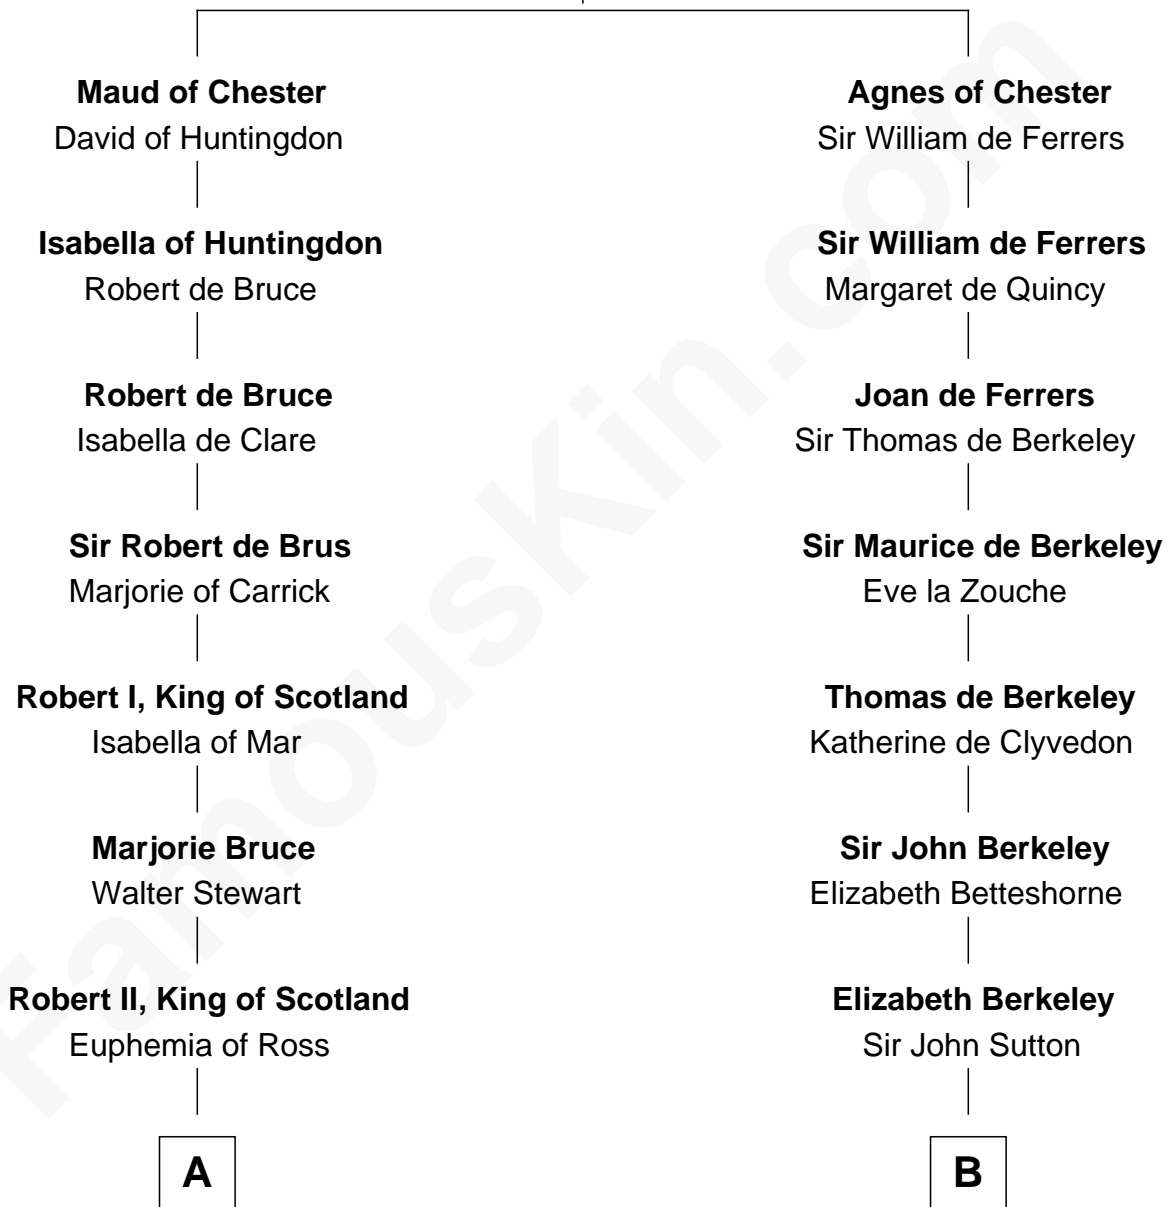 Maud of Chester
David of Huntingdon
Isabella of Huntingdon
Robert de Bruce
Robert de Bruce
Isabella de Clare
Sir Robert de Brus
Marjorie of Carrick
Robert I, King of Scotland
Isabella of Mar
Marjorie Bruce
Walter Stewart
Robert II, King of Scotland
Euphemia of Ross
A
Agnes of Chester
Sir William de Ferrers
Sir William de Ferrers
Margaret de Quincy
Joan de Ferrers
Sir Thomas de Berkeley
Sir Maurice de Berkeley
Eve la Zouche
Thomas de Berkeley
Katherine de Clyvedon
Sir John Berkeley
Elizabeth Betteshorne
Elizabeth Berkeley
Sir John Sutton
B
FamousKin.com